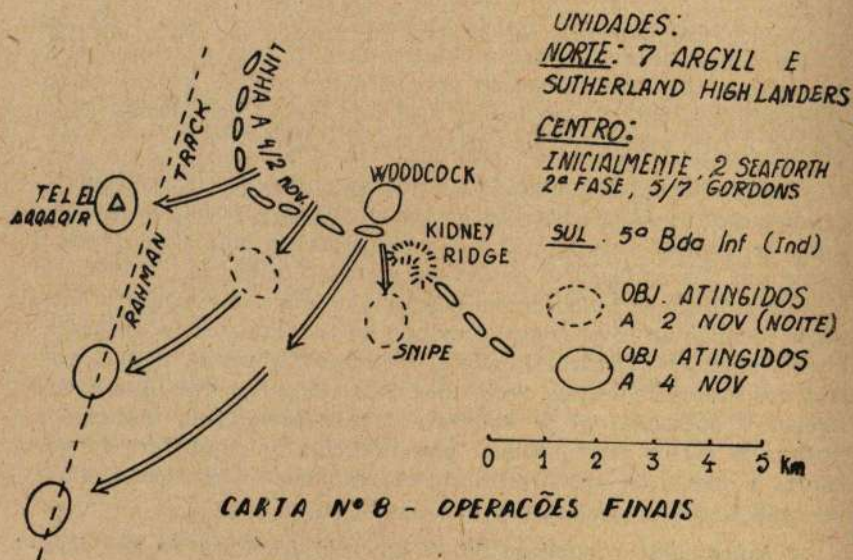 UNIDADES:
NORTE: 7 ARGYLL E
SUTHERLAND HIGHLANDERS
CENTRO:
INICIALMENTE, 2 SEAFORTH
2ª FASE, 5/7 GORDONS
SUL . 5ª Bda Inf (Ind)
OBJ. ATINGIDOS
A 2 NOV (NOITE)
OBJ ATINGIDOS
A 4 NOV
LINHA A 4/2 NOV.
RAHMAN TRACK
TEL EL
AQQAQIR
WOODCOCK
KIDNEY
RIDGE
SNIPE
0 1 2 3 4 5 Km
CARTA Nº 8 - OPERACÕES FINAIS